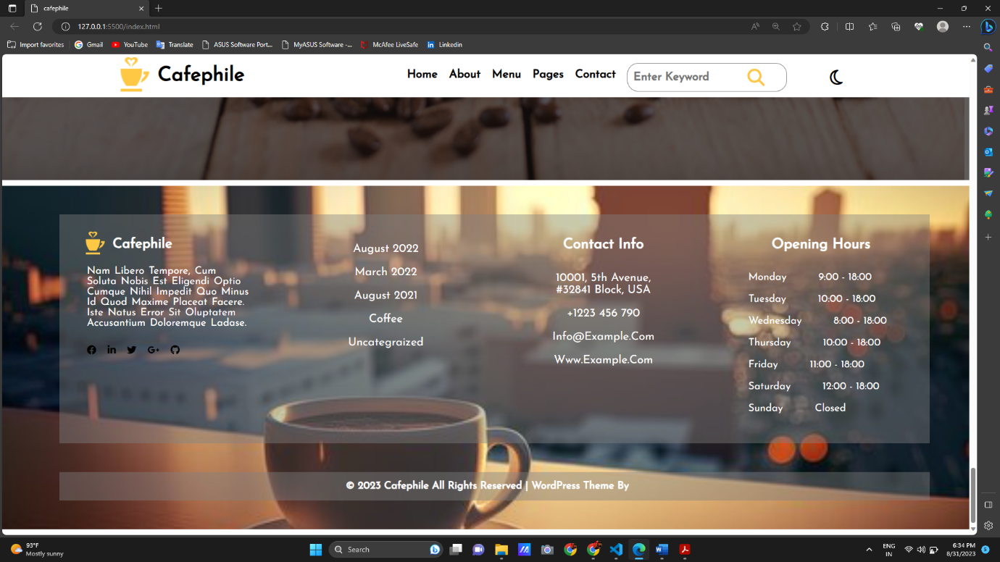 cafephile
127.0.0.1:5500/index.html
Import favorites
Gmail
YouTube
Translate
ASUS Software Port...
MyASUS Software -...
McAfee LiveSafe
Linkedin
Cafephile
Home
About
Menu
Pages
Contact
Enter Keyword
Cafephile
Nam Libero Tempore, Cum
Soluta Nobis Est Eligendi Optio
Cumque Nihil Impedit Quo Minus
Id Quod Maxime Placeat Facere.
Iste Natus Error Sit Oluptatem
Accusantium Doloremque Ladase.
August 2022
March 2022
August 2021
Coffee
Uncategraized
Contact Info
10001, 5th Avenue,
#32841 Block, USA
+1223 456 790
Info@Example.Com
Www.Example.Com
Opening Hours
Monday 9:00 - 18:00
Tuesday 10:00 - 18:00
Wednesday 8:00 - 18:00
Thursday 10:00 - 18:00
Friday 11:00 - 18:00
Saturday 12:00 - 18:00
Sunday Closed
© 2023 Cafephile All Rights Reserved | WordPress Theme By
93°F
Mostly sunny
Search
ENG
IN
6:34 PM
8/31/2023